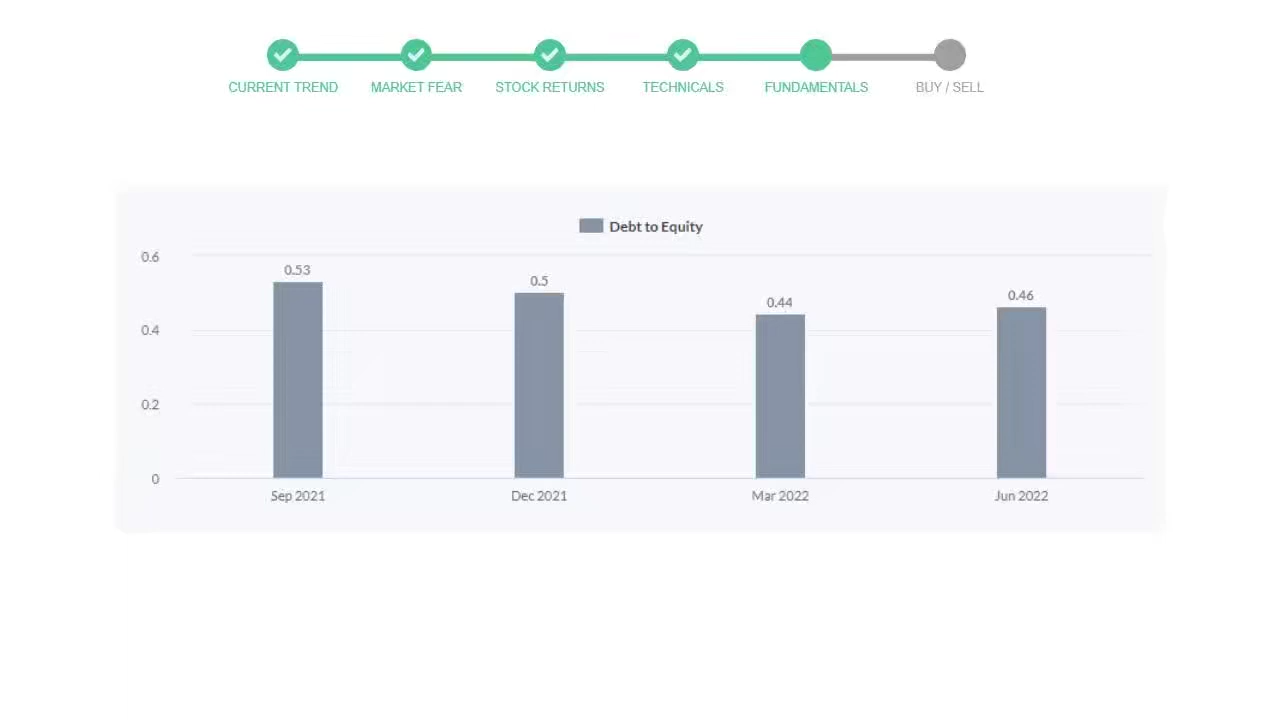 CURRENT TREND MARKET FEAR STOCK RETURNS TECHNICALS FUNDAMENTALS BUY / SELL
Debt to Equity
0.6
0.53
0.5
0.44
0.46
0.4
0.2
0
Sep 2021 Dec 2021 Mar 2022 Jun 2022